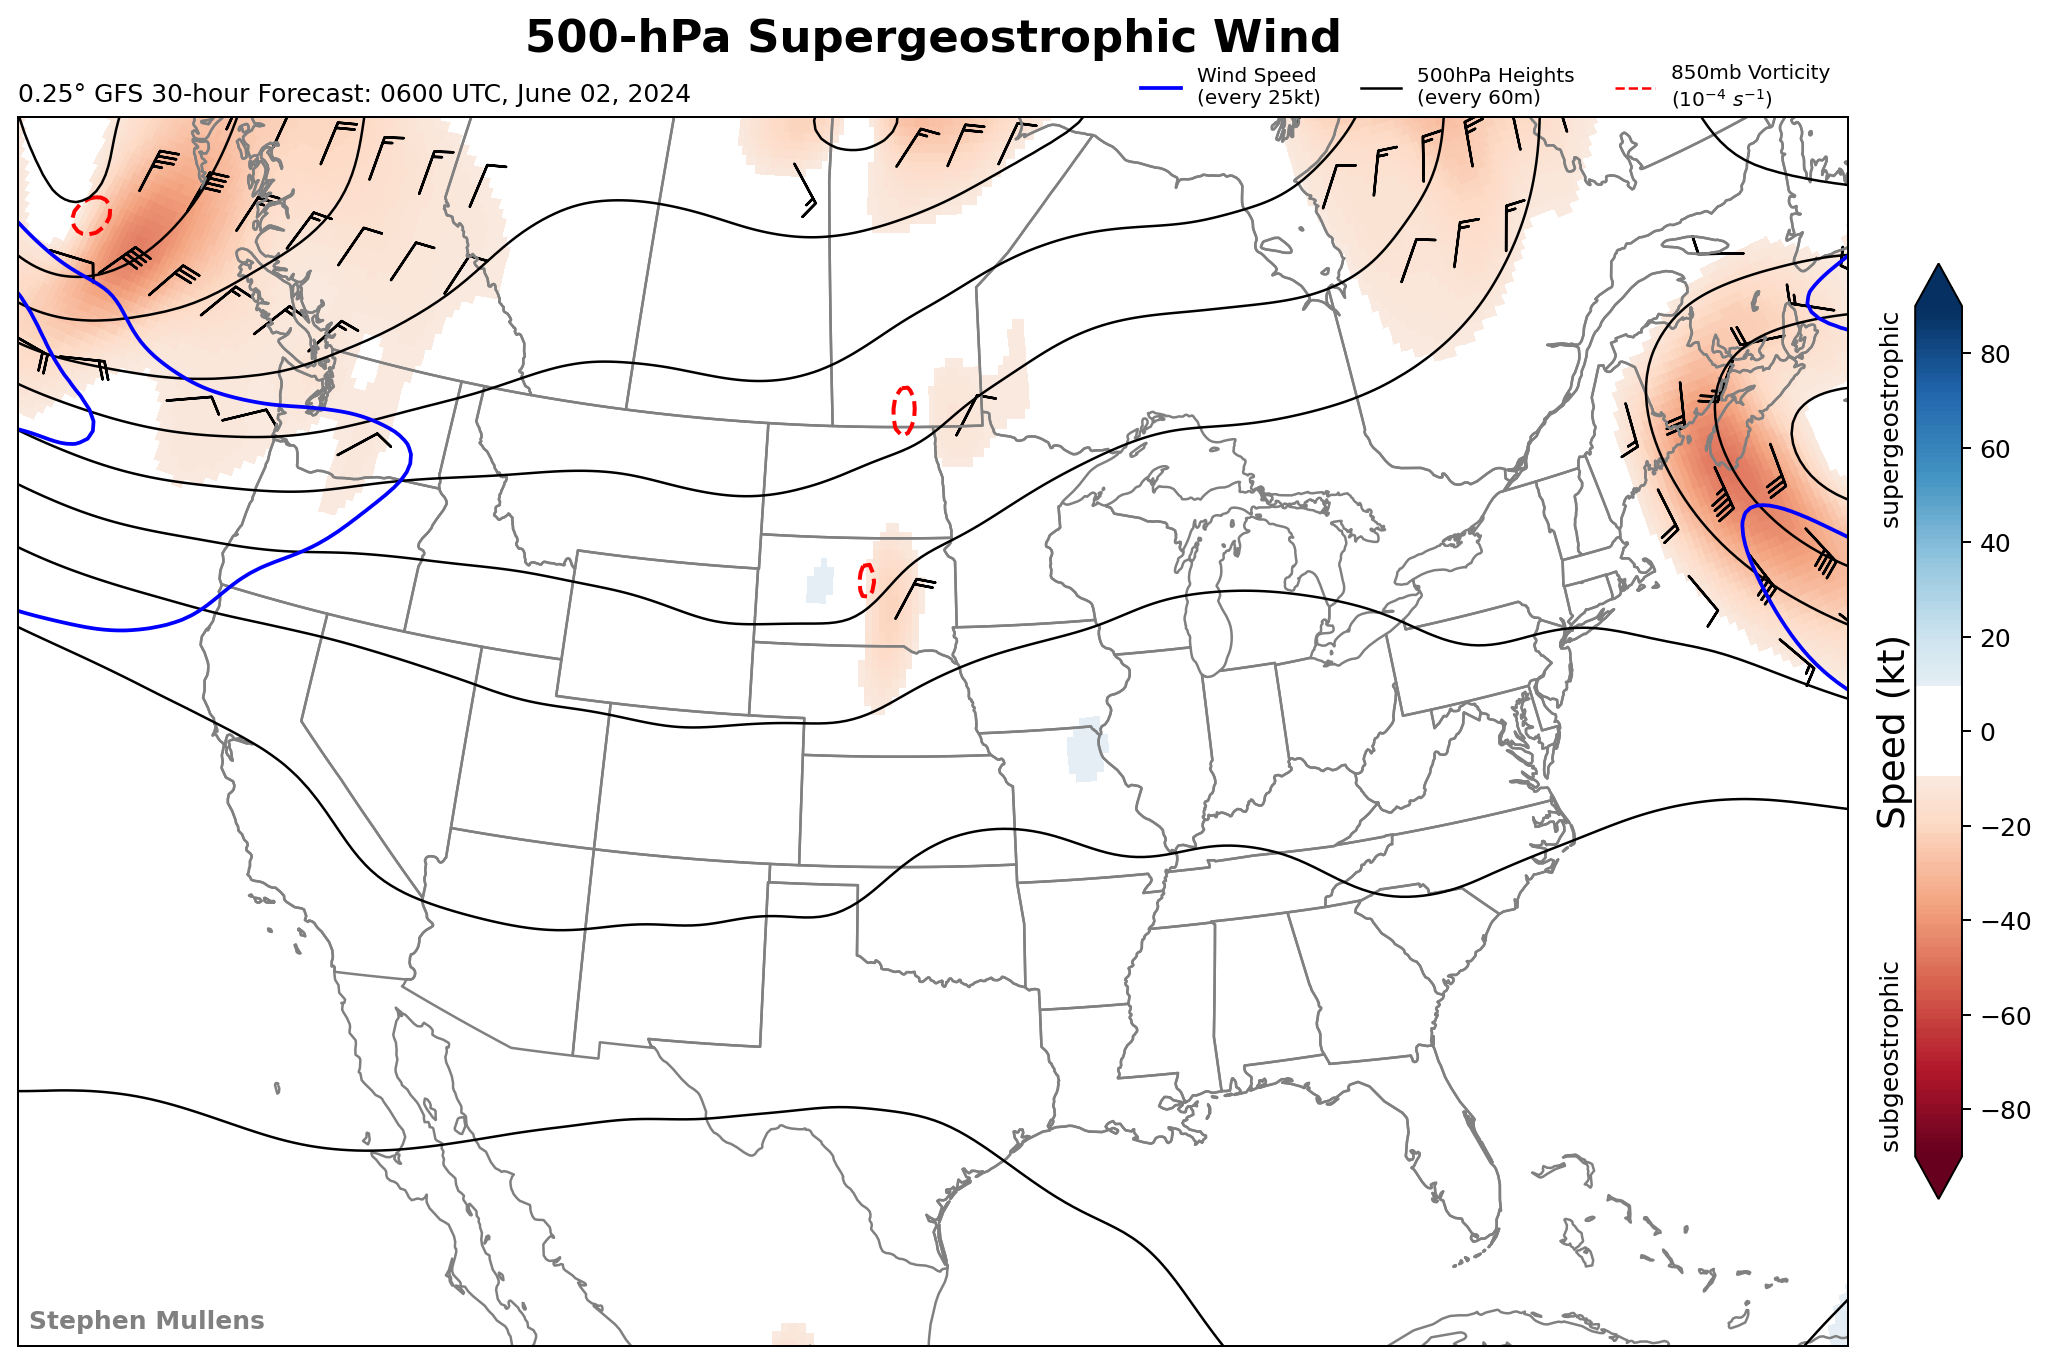 500-hPa Supergeostrophic Wind
0.25° GFS 30-hour Forecast: 0600 UTC, June 02, 2024
Wind Speed
(every 25kt)
500hPa Heights
(every 60m)
850mb Vorticity
(10⁻⁴ s⁻¹)
supergeostrophic
Speed (kt)
subgeostrophic
80
60
40
20
0
−20
−40
−60
−80
Stephen Mullens